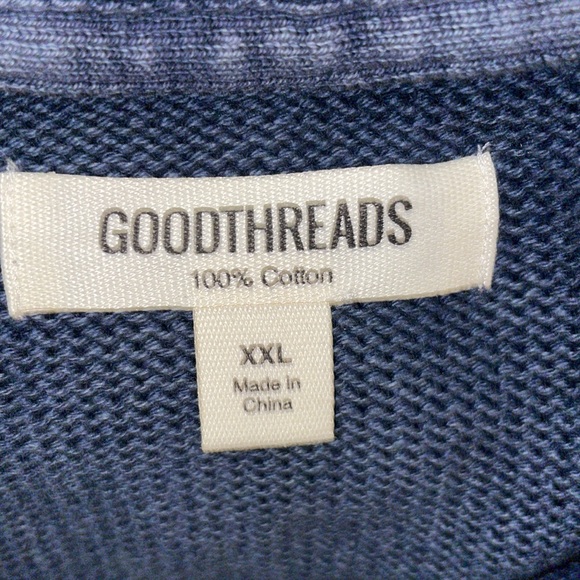 GOODTHREADS
100% Cotton
XXL
Made In
China